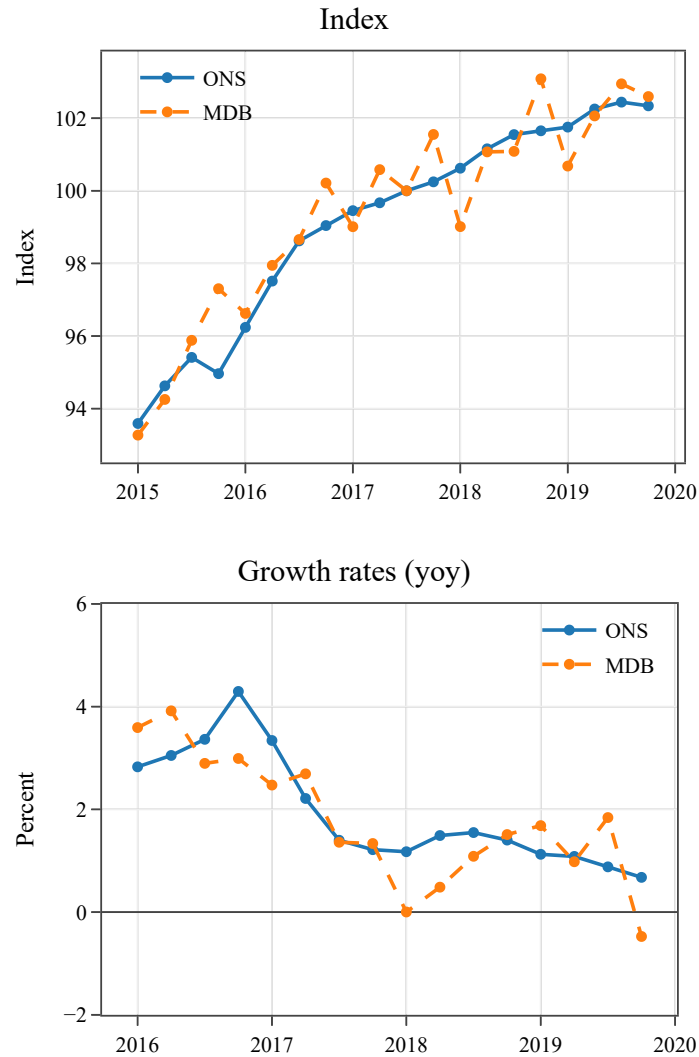 Index
ONS
MDB
102
100
98
96
94
Index
2015 2016 2017 2018 2019 2020
Growth rates (yoy)
6
ONS
MDB
4
2
0
−2
Percent
2016 2017 2018 2019 2020